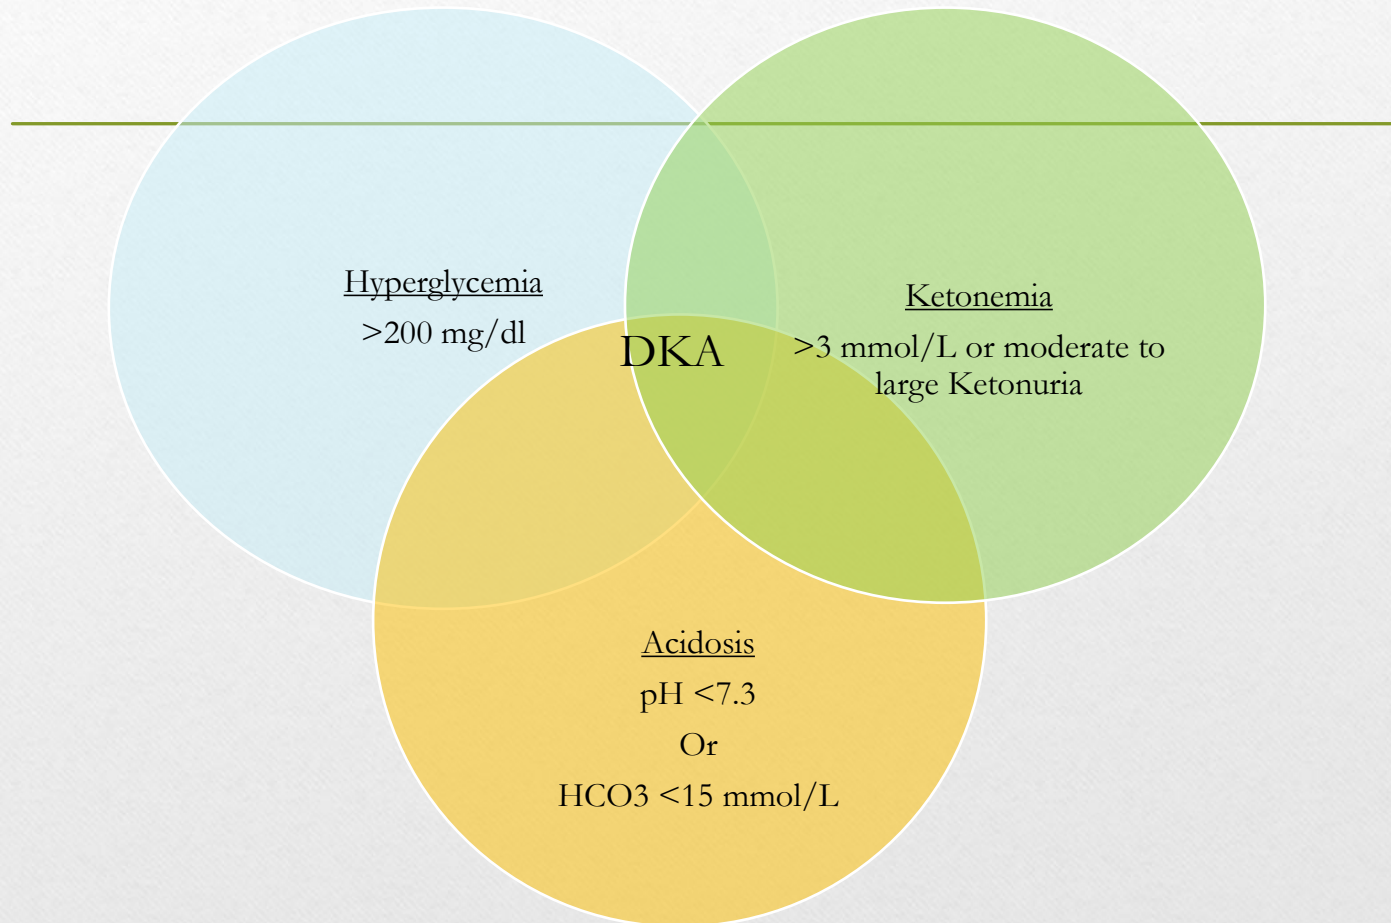 Hyperglycemia
>200 mg/dl
DKA
Ketonemia
>3 mmol/L or moderate to
large Ketonuria
Acidosis
pH <7.3
Or
HCO3 <15 mmol/L